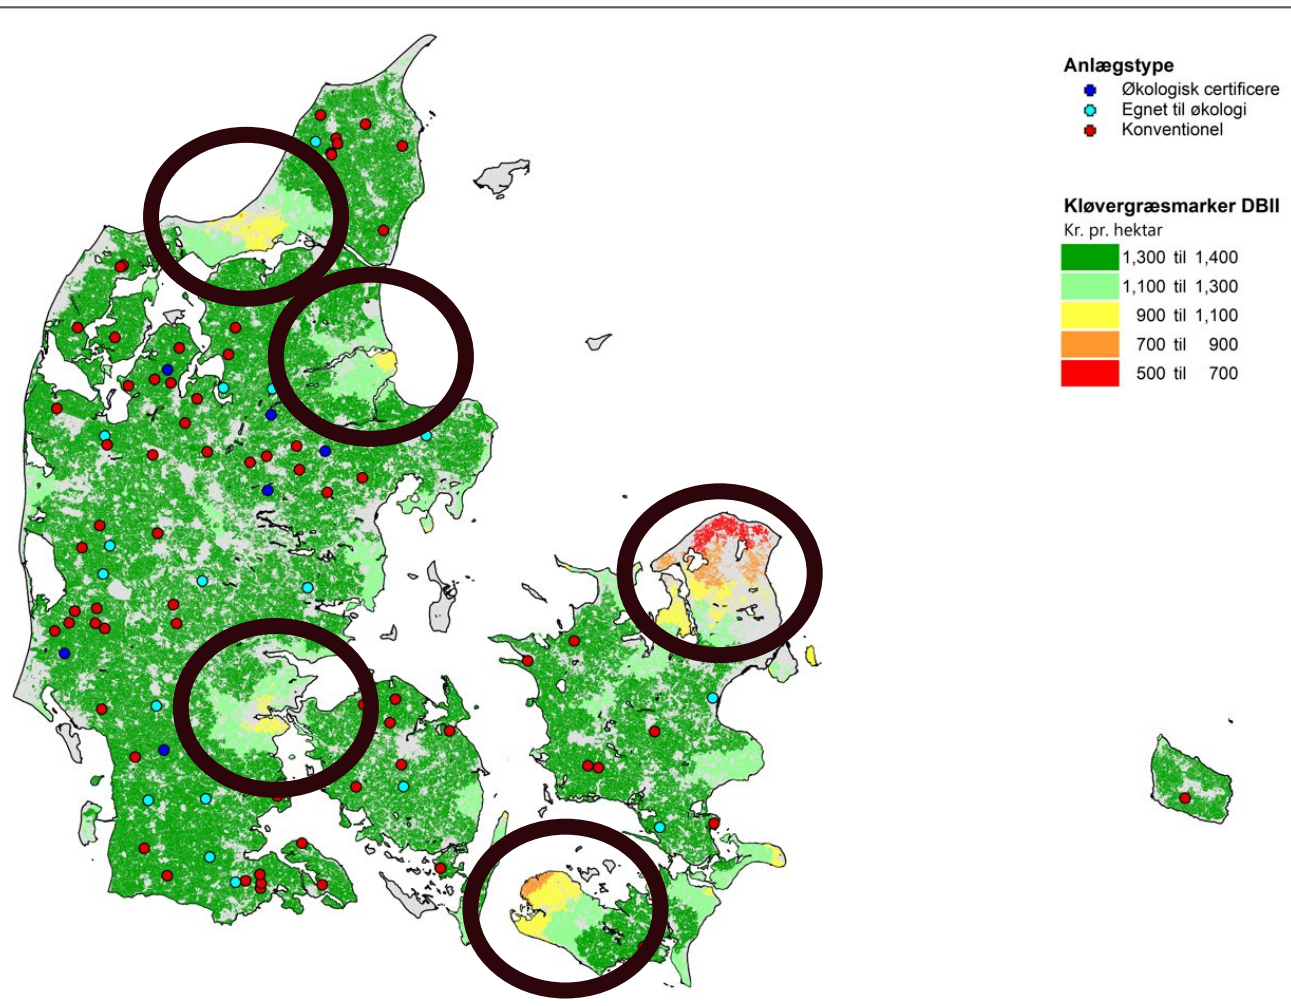 Anlægstype
Økologisk certificere
Egnet til økologi
Konventionel
Kløvergræsmarker DBII
Kr. pr. hektar
1,300 til 1,400
1,100 til 1,300
900 til 1,100
700 til 900
500 til 700